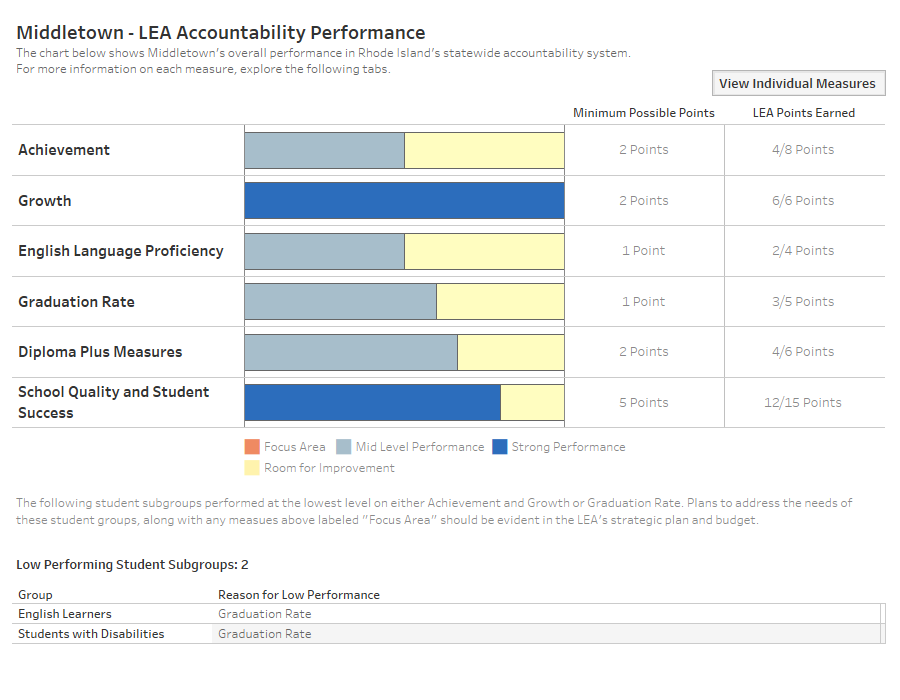 Middletown - LEA Accountability Performance
The chart below shows Middletown's overall performance in Rhode Island's statewide accountability system.
For more information on each measure, explore the following tabs.
View Individual Measures
Minimum Possible Points LEA Points Earned
Achievement 2 Points 4/8 Points
Growth 2 Points 6/6 Points
English Language Proficiency 1 Point 2/4 Points
Graduation Rate 1 Point 3/5 Points
Diploma Plus Measures 2 Points 4/6 Points
School Quality and Student
Success 5 Points 12/15 Points
Focus Area Mid Level Performance Strong Performance
Room for Improvement
The following student subgroups performed at the lowest level on either Achievement and Growth or Graduation Rate. Plans to address the needs of
these student groups, along with any measues above labeled "Focus Area" should be evident in the LEA's strategic plan and budget.
Low Performing Student Subgroups: 2
Group Reason for Low Performance
English Learners Graduation Rate
Students with Disabilities Graduation Rate